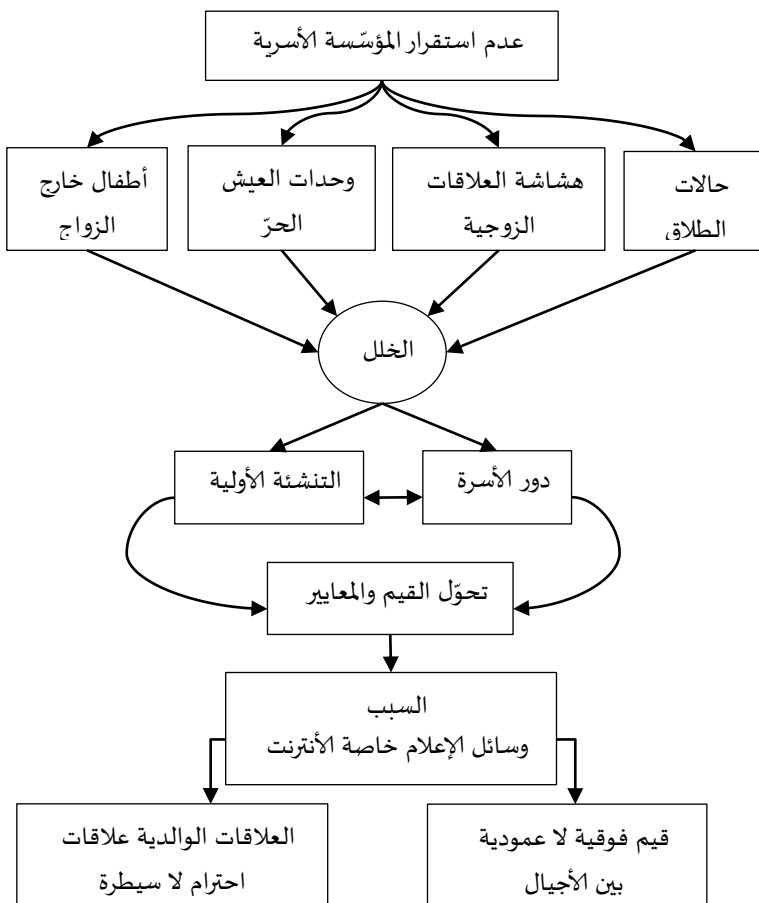 عدم استقرار المؤسّسة الأسرية
حالات
الطلاق
هشاشة العلاقات
الزوجية
وحدات العيش
الحرّ
أطفال خارج
الزواج
الخلل
دور الأسرة
التنشئة الأولية
تحوّل القيم والمعايير
السبب
وسائل الإعلام خاصة الأنترنت
قيم فوقية لا عمودية
بين الأجيال
العلاقات الوالدية علاقات
احترام لا سيطرة